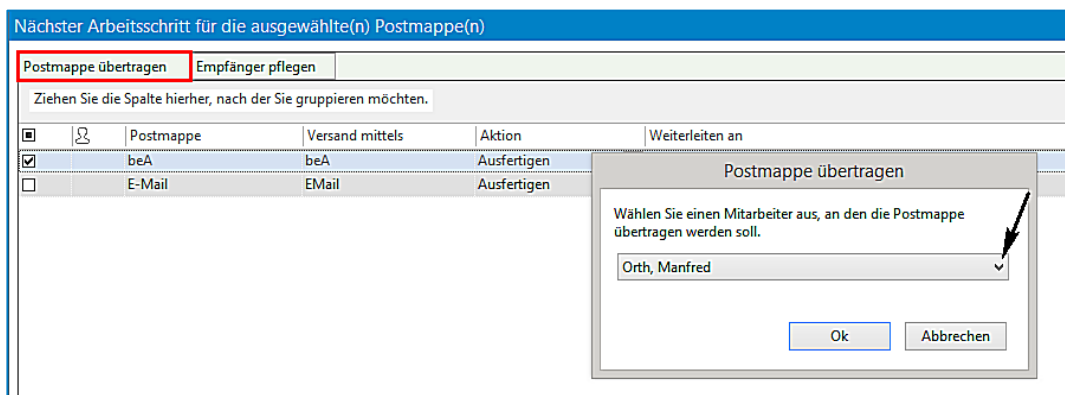 Nächster Arbeitsschritt für die ausgewählte(n) Postmappe(n)
Postmappe übertragen Empfänger pflegen
Ziehen Sie die Spalte hierher, nach der Sie gruppieren möchten.
Postmappe Versand mittels Aktion Weiterleiten an
beA beA Ausfertigen
E-Mail EMail Ausfertigen
Postmappe übertragen
Wählen Sie einen Mitarbeiter aus, an den die Postmappe
übertragen werden soll.
Orth, Manfred
Ok Abbrechen